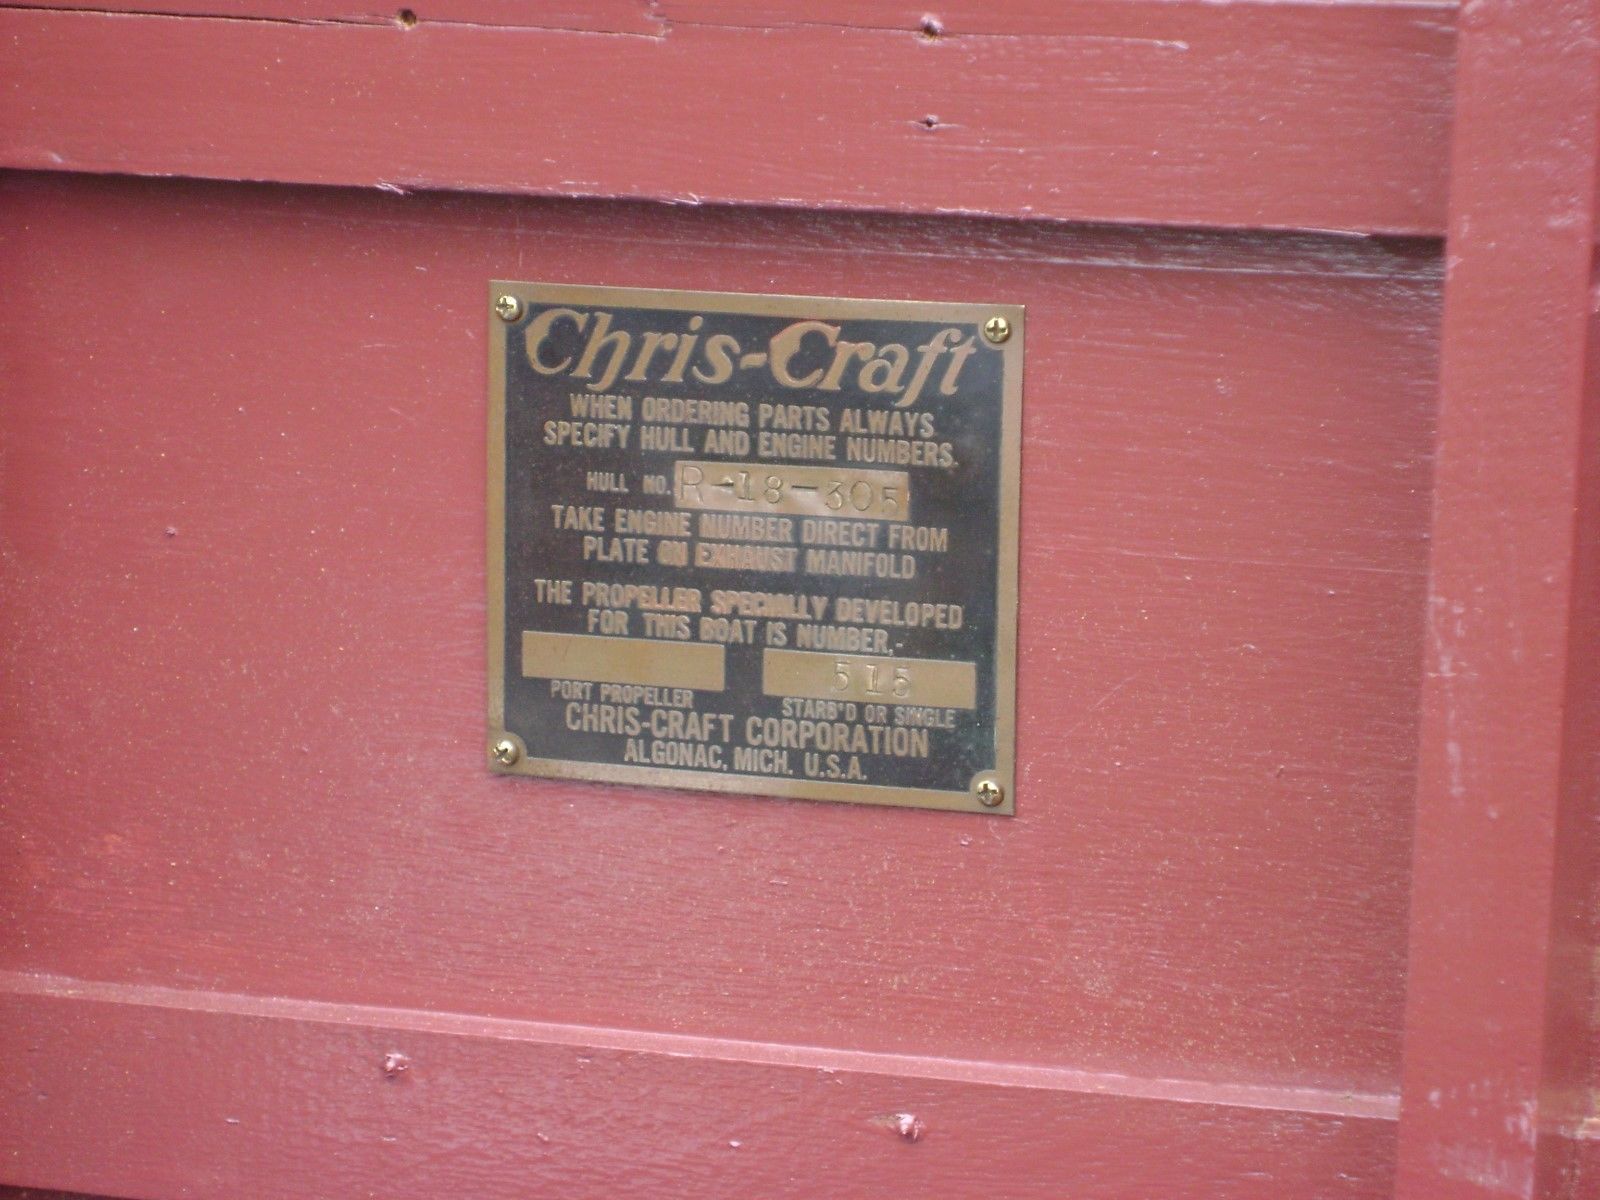 Chris-Craft
WHEN ORDERING PARTS ALWAYS
SPECIFY HULL AND ENGINE NUMBERS.
HULL NO. R-18-305
TAKE ENGINE NUMBER DIRECT FROM
PLATE ON EXHAUST MANIFOLD
THE PROPELLER SPECIALLY DEVELOPED
FOR THIS BOAT IS NUMBER,-
515
PORT PROPELLER STARB'D OR SINGLE
CHRIS-CRAFT CORPORATION
ALGONAC, MICH. U.S.A.